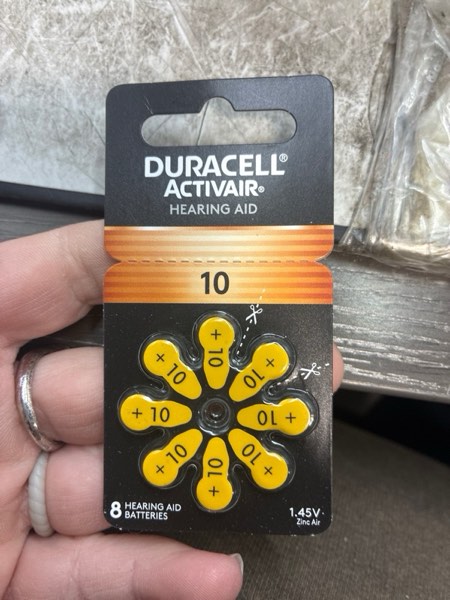 DURACELL®
ACTIVAIR®
HEARING AID
10
+ 10
+ 10
+ 10
+ 10
+ 10
+ 10
+ 10
+ 10
8 HEARING AID
BATTERIES
1.45V
Zinc Air